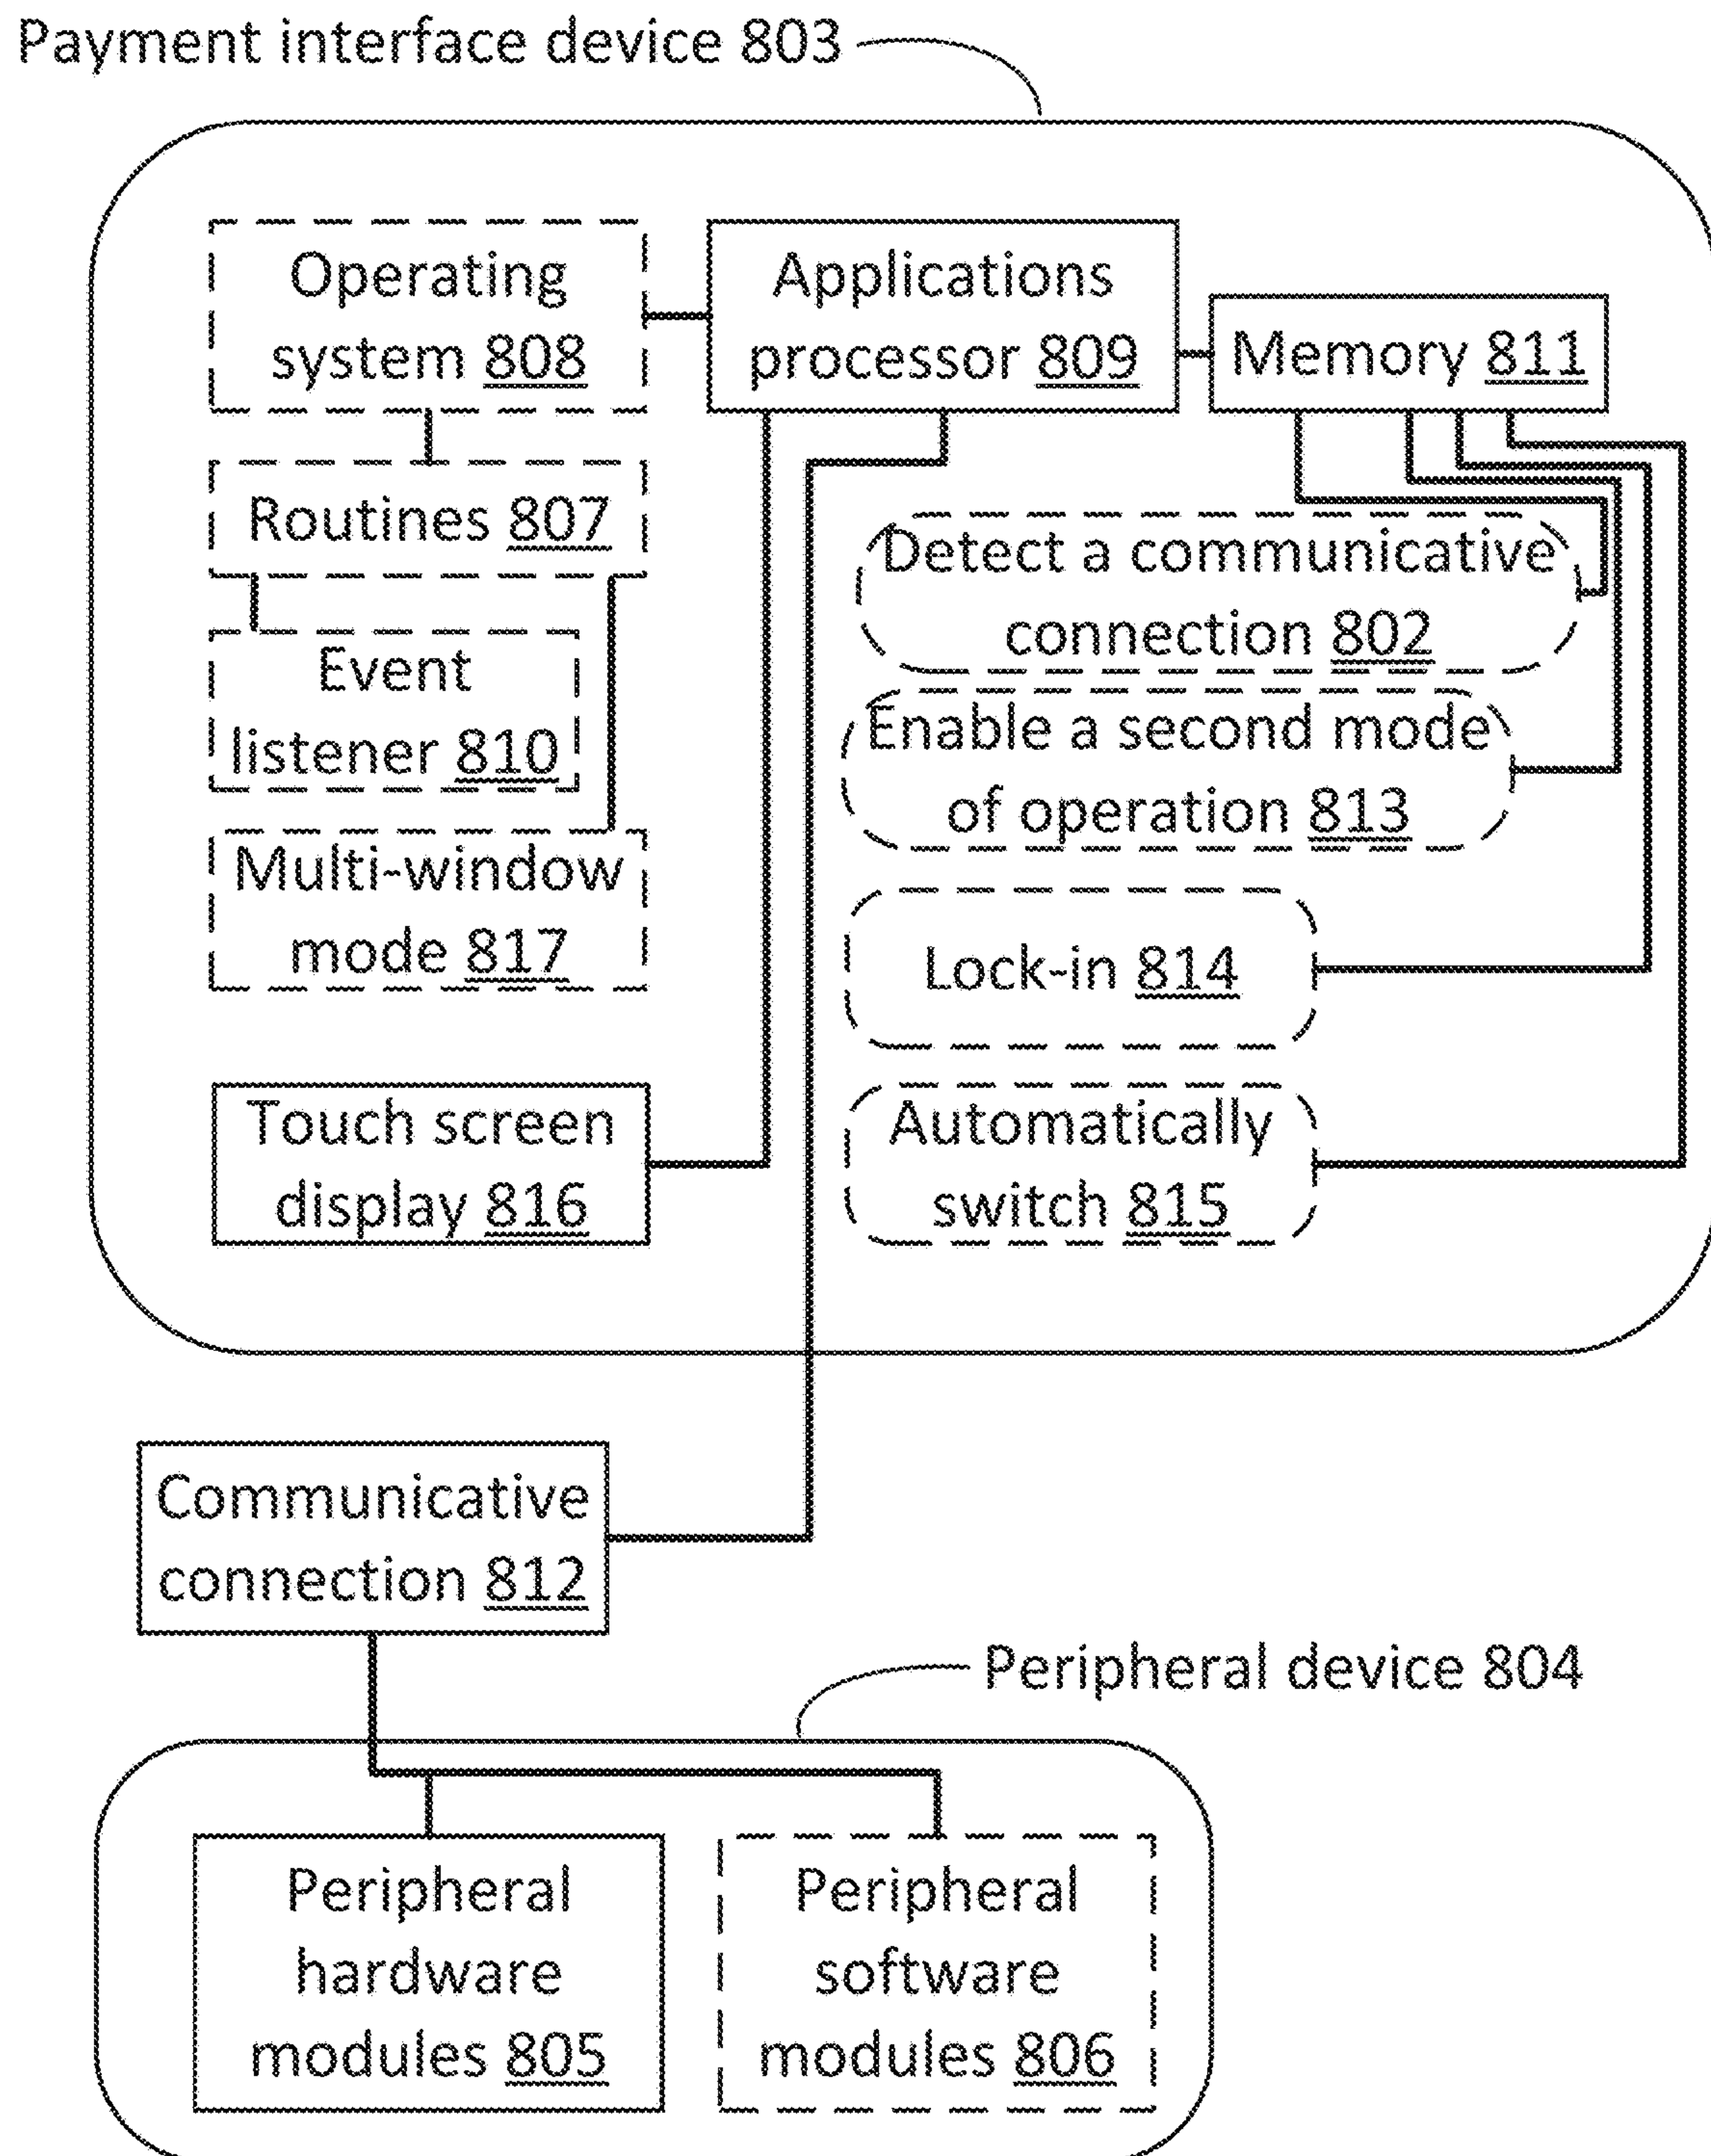 Payment interface device 803
Operating
system 808
Applications
processor 809
Memory 811
Routines 807
Event
listener 810
Multi-window
mode 817
Detect a communicative
connection 802
Enable a second mode
of operation 813
Lock-in 814
Touch screen
display 816
Automatically
switch 815
Communicative
connection 812
Peripheral device 804
Peripheral
hardware
modules 805
Peripheral
software
modules 806